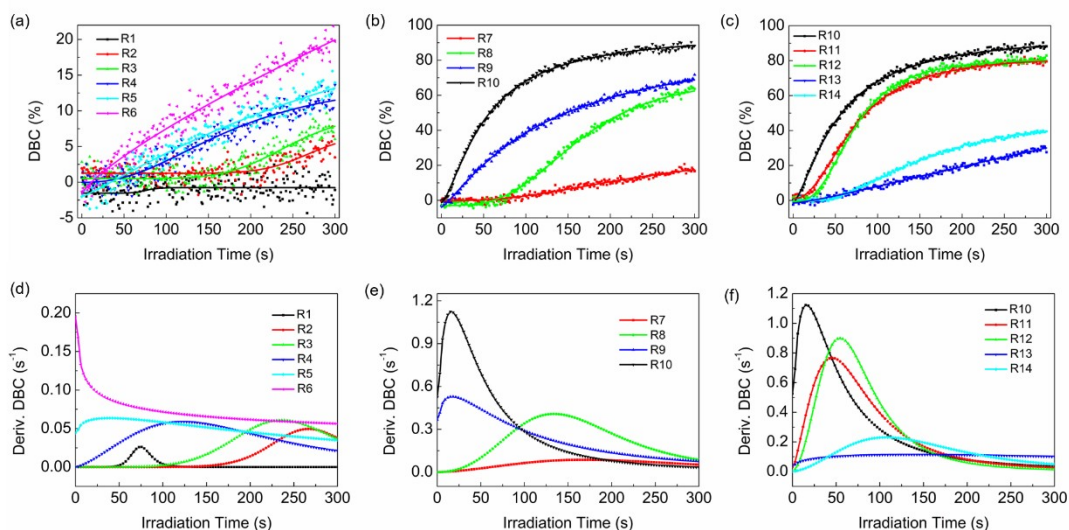 (a)
DBC (%)
20
15
10
5
0
-5
R1
R2
R3
R4
R5
R6
0 50 100 150 200 250 300
Irradiation Time (s)
(b)
DBC (%)
100
80
60
40
20
0
R7
R8
R9
R10
0 50 100 150 200 250 300
Irradiation Time (s)
(c)
DBC (%)
100
80
60
40
20
0
R10
R11
R12
R13
R14
0 50 100 150 200 250 300
Irradiation Time (s)
(d)
Deriv. DBC (s-1)
0.20
0.15
0.10
0.05
0.00
R1
R2
R3
R4
R5
R6
0 50 100 150 200 250 300
Irradiation Time (s)
(e)
Deriv. DBC (s-1)
1.2
0.9
0.6
0.3
0.0
R7
R8
R9
R10
0 50 100 150 200 250 300
Irradiation Time (s)
(f)
Deriv. DBC (s-1)
1.2
1.0
0.8
0.6
0.4
0.2
0.0
R10
R11
R12
R13
R14
0 50 100 150 200 250 300
Irradiation Time (s)